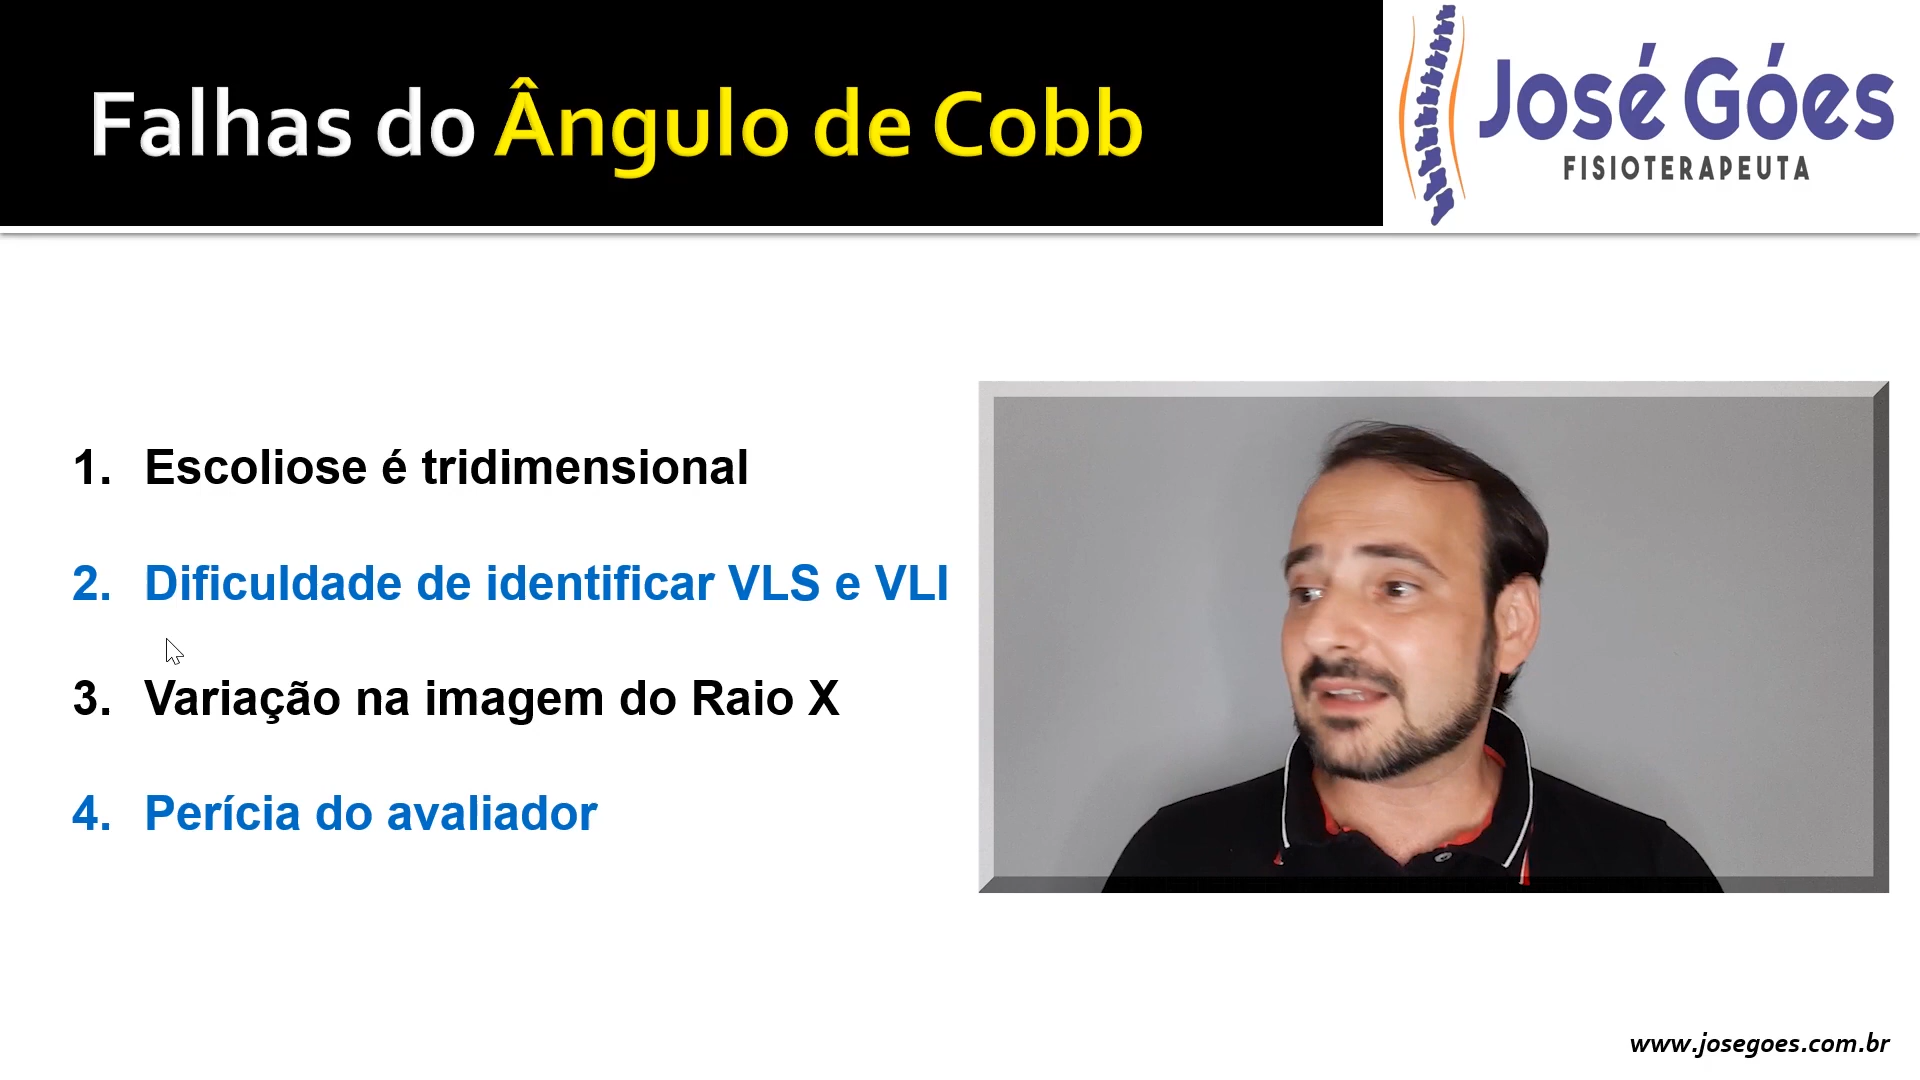 Falhas do Ângulo de Cobb
José Góes
FISIOTERAPEUTA
1. Escoliose é tridimensional
2. Dificuldade de identificar VLS e VLI
3. Variação na imagem do Raio X
4. Perícia do avaliador
www.josegoes.com.br